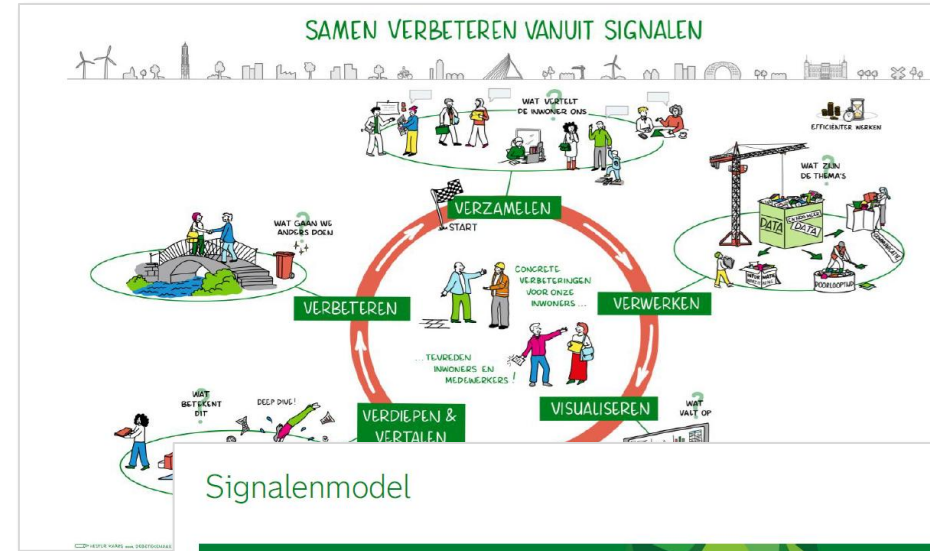 SAMEN VERBETEREN VANUIT SIGNALEN
WAT VERTELT
DE INWONER ONS
?
EFFICIËNTER WERKEN
WAT ZIJN
DE THEMA'S
?
DATA
DATA!
COMMUNICATIE
DOORLOOPTIJD
VERZAMELEN
START
WAT GAAN WE
ANDERS DOEN
?
CONCRETE
VERBETERINGEN
VOOR ONZE
INWONERS ...
VERBETEREN
VERWERKEN
... TEVREDEN
INWONERS EN
MEDEWERKERS!
WAT
BETEKENT
DIT
?
DEEP DIVE!
VERDIEPEN &
VERTALEN
VISUALISEREN
WAT
VALT OP
?
Signalenmodel